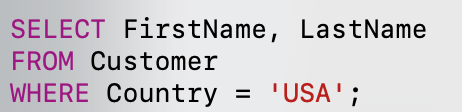 SELECT FirstName, LastName
FROM Customer
WHERE Country = 'USA';